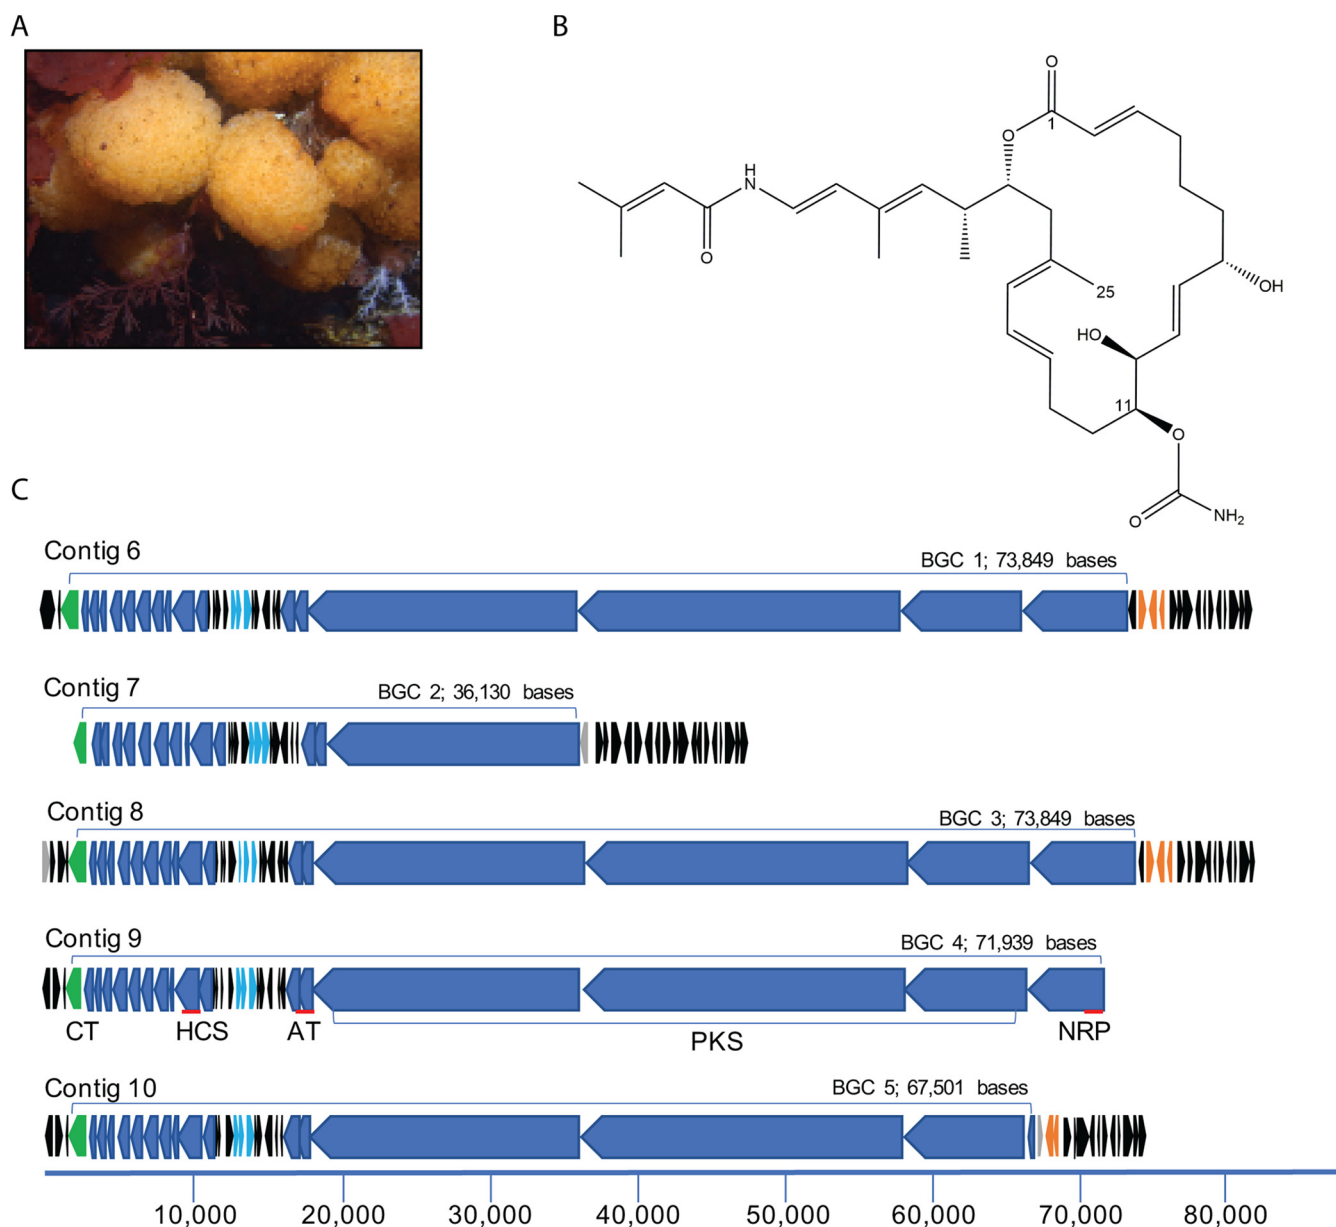 A
B
O
1
O
H
N
O
25
OH
HO
11
O
O
NH2
C
Contig 6
BGC 1; 73,849 bases
Contig 7
BGC 2; 36,130 bases
Contig 8
BGC 3; 73,849 bases
Contig 9
BGC 4; 71,939 bases
CT HCS AT PKS NRP
Contig 10
BGC 5; 67,501 bases
10,000 20,000 30,000 40,000 50,000 60,000 70,000 80,000